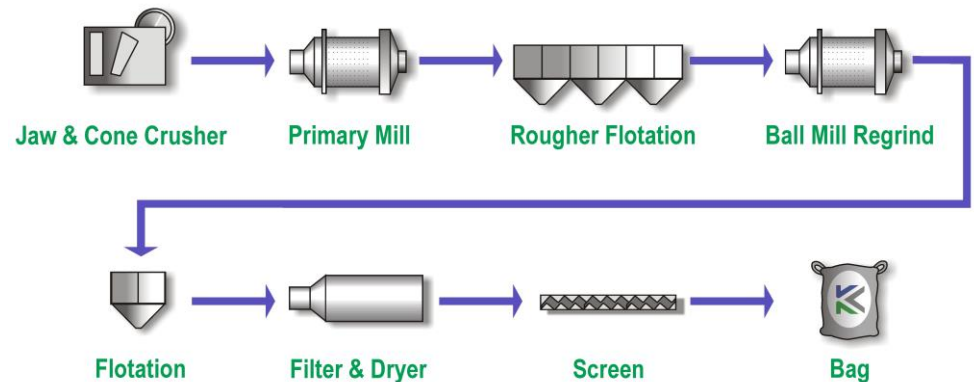 Jaw & Cone Crusher
Primary Mill
Rougher Flotation
Ball Mill Regrind
Flotation
Filter & Dryer
Screen
Bag